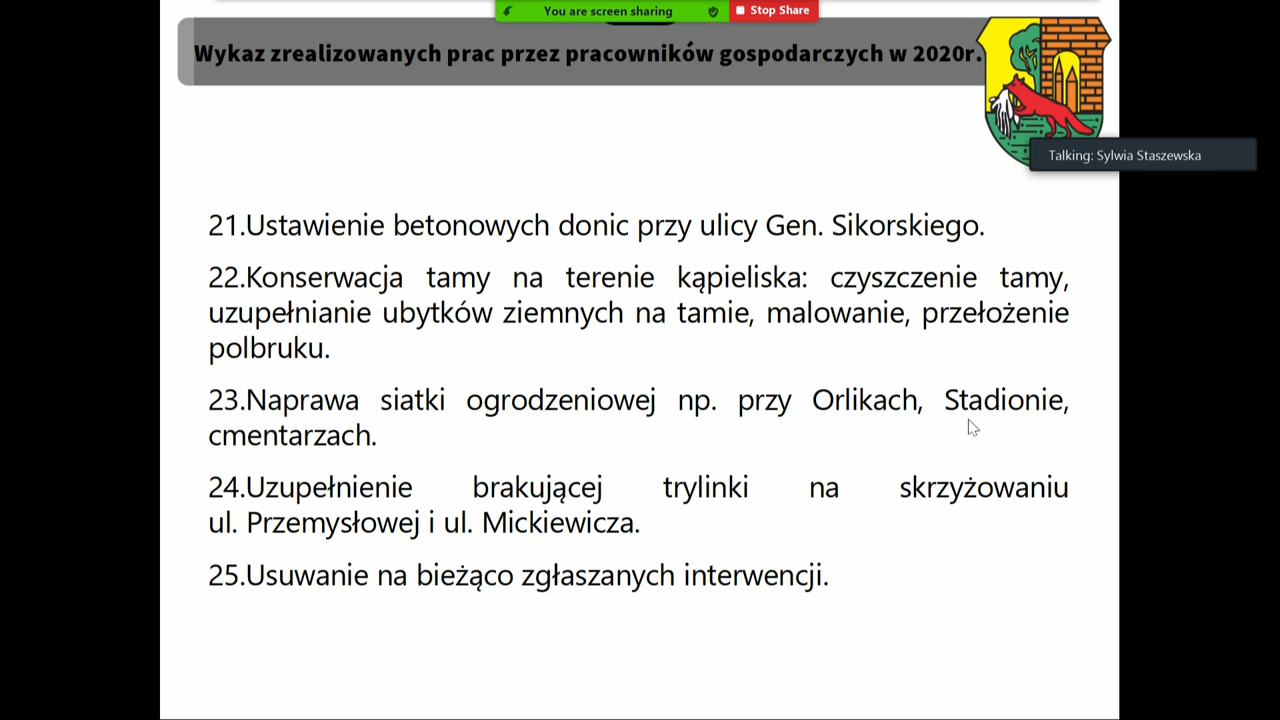 You are screen sharing
Stop Share
Wykaz zrealizowanych prac przez pracowników gospodarczych w 2020r.
Talking: Sylwia Staszewska
21.Ustawienie betonowych donic przy ulicy Gen. Sikorskiego.
22.Konserwacja tamy na terenie kąpieliska: czyszczenie tamy,
uzupełnianie ubytków ziemnych na tamie, malowanie, przełożenie
polbruku.
23.Naprawa siatki ogrodzeniowej np. przy Orlikach, Stadionie,
cmentarzach.
24.Uzupełnienie brakującej trylinki na skrzyżowaniu
ul. Przemysłowej i ul. Mickiewicza.
25.Usuwanie na bieżąco zgłaszanych interwencji.